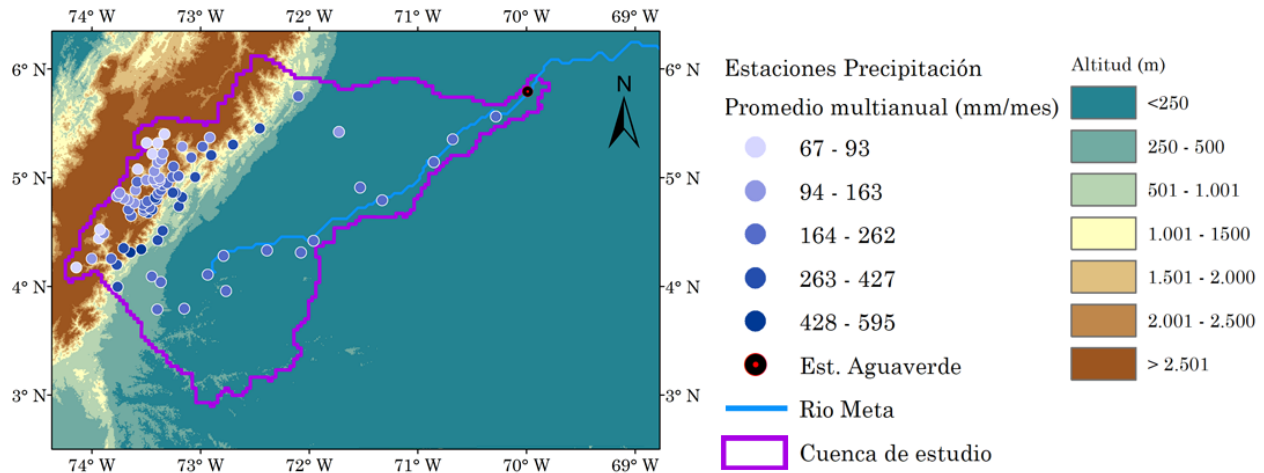 74° W 73° W 72° W 71° W 70° W 69° W
6° N
5° N
4° N
3° N
N
74° W 73° W 72° W 71° W 70° W 69° W
Estaciones Precipitación
Promedio multianual (mm/mes)
67 - 93
94 - 163
164 - 262
263 - 427
428 - 595
Est. Aguaverde
Rio Meta
Cuenca de estudio
Altitud (m)
<250
250 - 500
501 - 1.001
1.001 - 1500
1.501 - 2.000
2.001 - 2.500
> 2.501
6° N
5° N
4° N
3° N